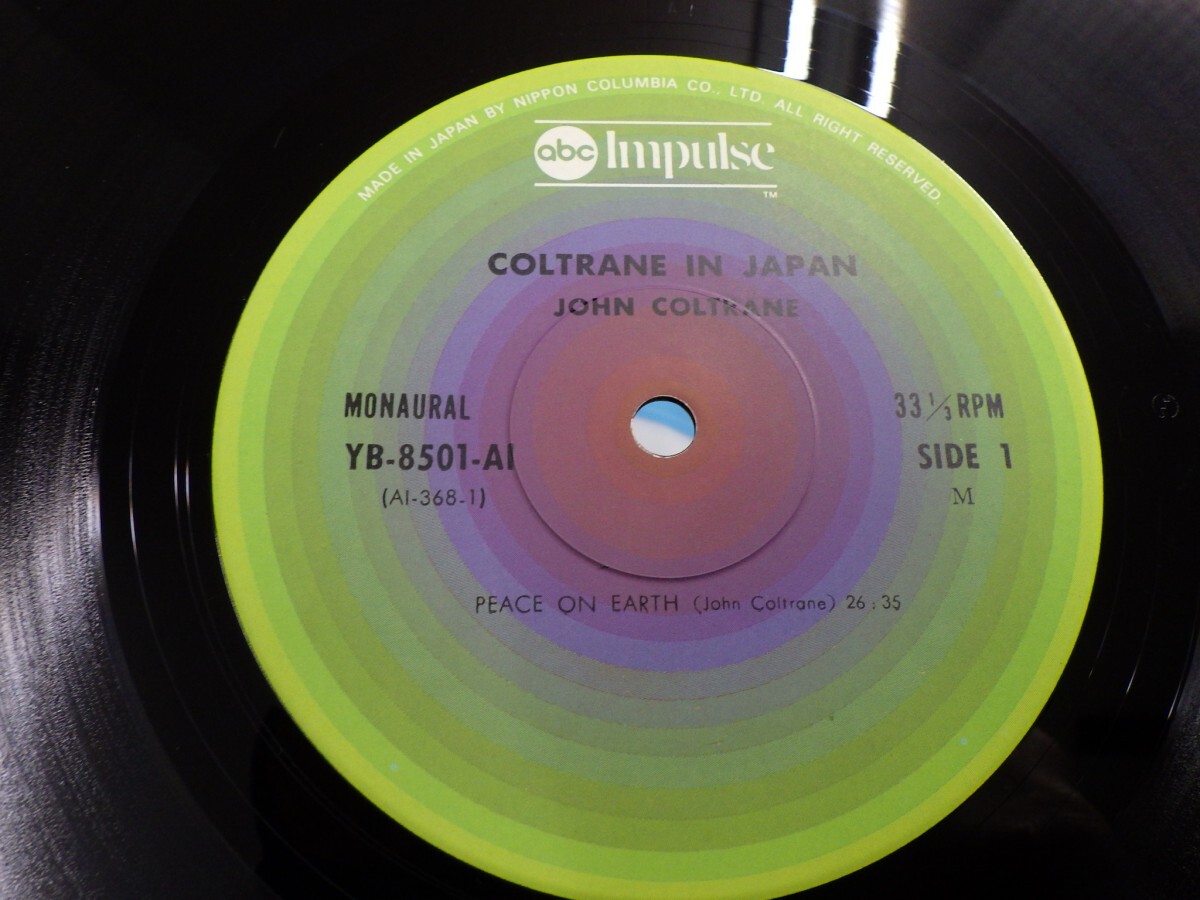 MADE IN JAPAN BY NIPPON COLUMBIA CO., LTD. ALL RIGHT RESERVED
abc Impulse
TM
COLTRANE IN JAPAN
JOHN COLTRANE
MONAURAL
33 1/3 RPM
YB-8501-AI
SIDE 1
(AI-368-1)
M
PEACE ON EARTH (John Coltrane) 26:35